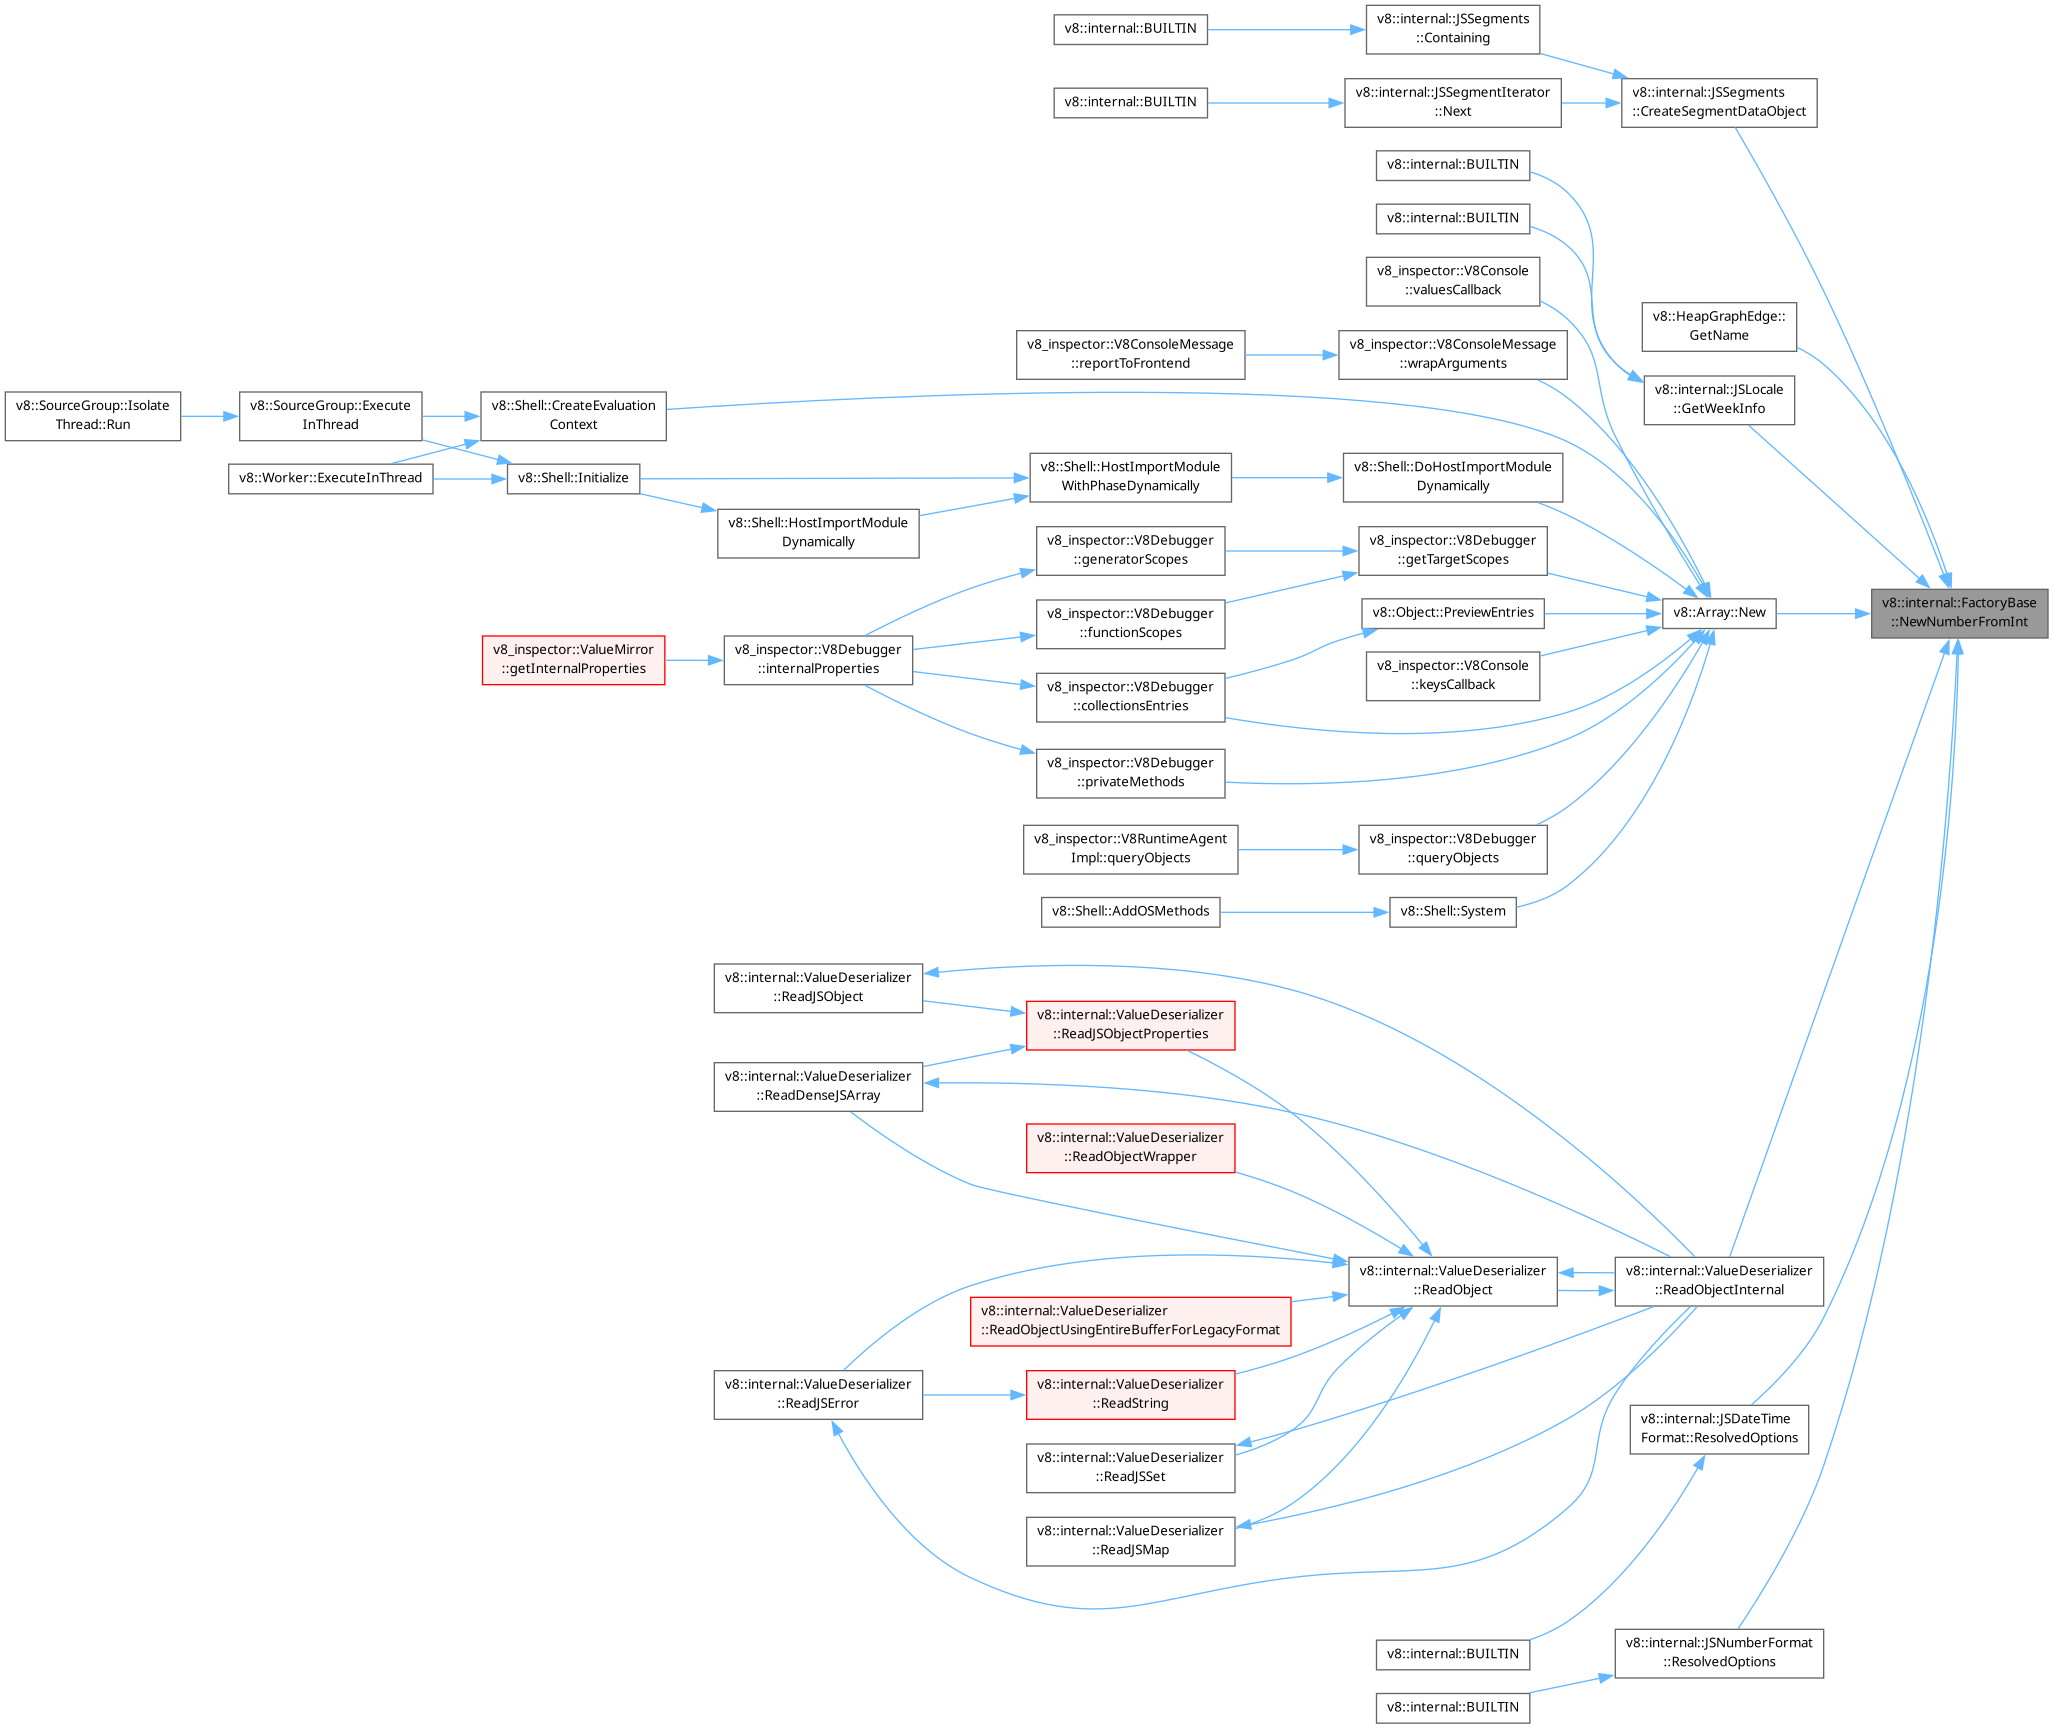 v8::internal::BUILTIN
v8::internal::JSSegments
::Containing
v8::internal::BUILTIN
v8::internal::JSSegmentIterator
::Next
v8::internal::JSSegments
::CreateSegmentDataObject
v8::internal::BUILTIN
v8::internal::BUILTIN
v8_inspector::V8Console
::valuesCallback
v8::HeapGraphEdge::
GetName
v8_inspector::V8ConsoleMessage
::reportToFrontend
v8_inspector::V8ConsoleMessage
::wrapArguments
v8::internal::JSLocale
::GetWeekInfo
v8::SourceGroup::Isolate
Thread::Run
v8::SourceGroup::Execute
InThread
v8::Shell::CreateEvaluation
Context
v8::Worker::ExecuteInThread
v8::Shell::Initialize
v8::Shell::HostImportModule
WithPhaseDynamically
v8::Shell::DoHostImportModule
Dynamically
v8::Shell::HostImportModule
Dynamically
v8_inspector::V8Debugger
::generatorScopes
v8_inspector::V8Debugger
::getTargetScopes
v8_inspector::V8Debugger
::functionScopes
v8::Object::PreviewEntries
v8::Array::New
v8::internal::FactoryBase
::NewNumberFromInt
v8_inspector::ValueMirror
::getInternalProperties
v8_inspector::V8Debugger
::internalProperties
v8_inspector::V8Console
::keysCallback
v8_inspector::V8Debugger
::collectionsEntries
v8_inspector::V8Debugger
::privateMethods
v8_inspector::V8RuntimeAgent
Impl::queryObjects
v8_inspector::V8Debugger
::queryObjects
v8::Shell::AddOSMethods
v8::Shell::System
v8::internal::ValueDeserializer
::ReadJSObject
v8::internal::ValueDeserializer
::ReadJSObjectProperties
v8::internal::ValueDeserializer
::ReadDenseJSArray
v8::internal::ValueDeserializer
::ReadObjectWrapper
v8::internal::ValueDeserializer
::ReadObject
v8::internal::ValueDeserializer
::ReadObjectInternal
v8::internal::ValueDeserializer
::ReadObjectUsingEntireBufferForLegacyFormat
v8::internal::ValueDeserializer
::ReadJSError
v8::internal::ValueDeserializer
::ReadString
v8::internal::JSDateTime
Format::ResolvedOptions
v8::internal::ValueDeserializer
::ReadJSSet
v8::internal::ValueDeserializer
::ReadJSMap
v8::internal::BUILTIN
v8::internal::JSNumberFormat
::ResolvedOptions
v8::internal::BUILTIN